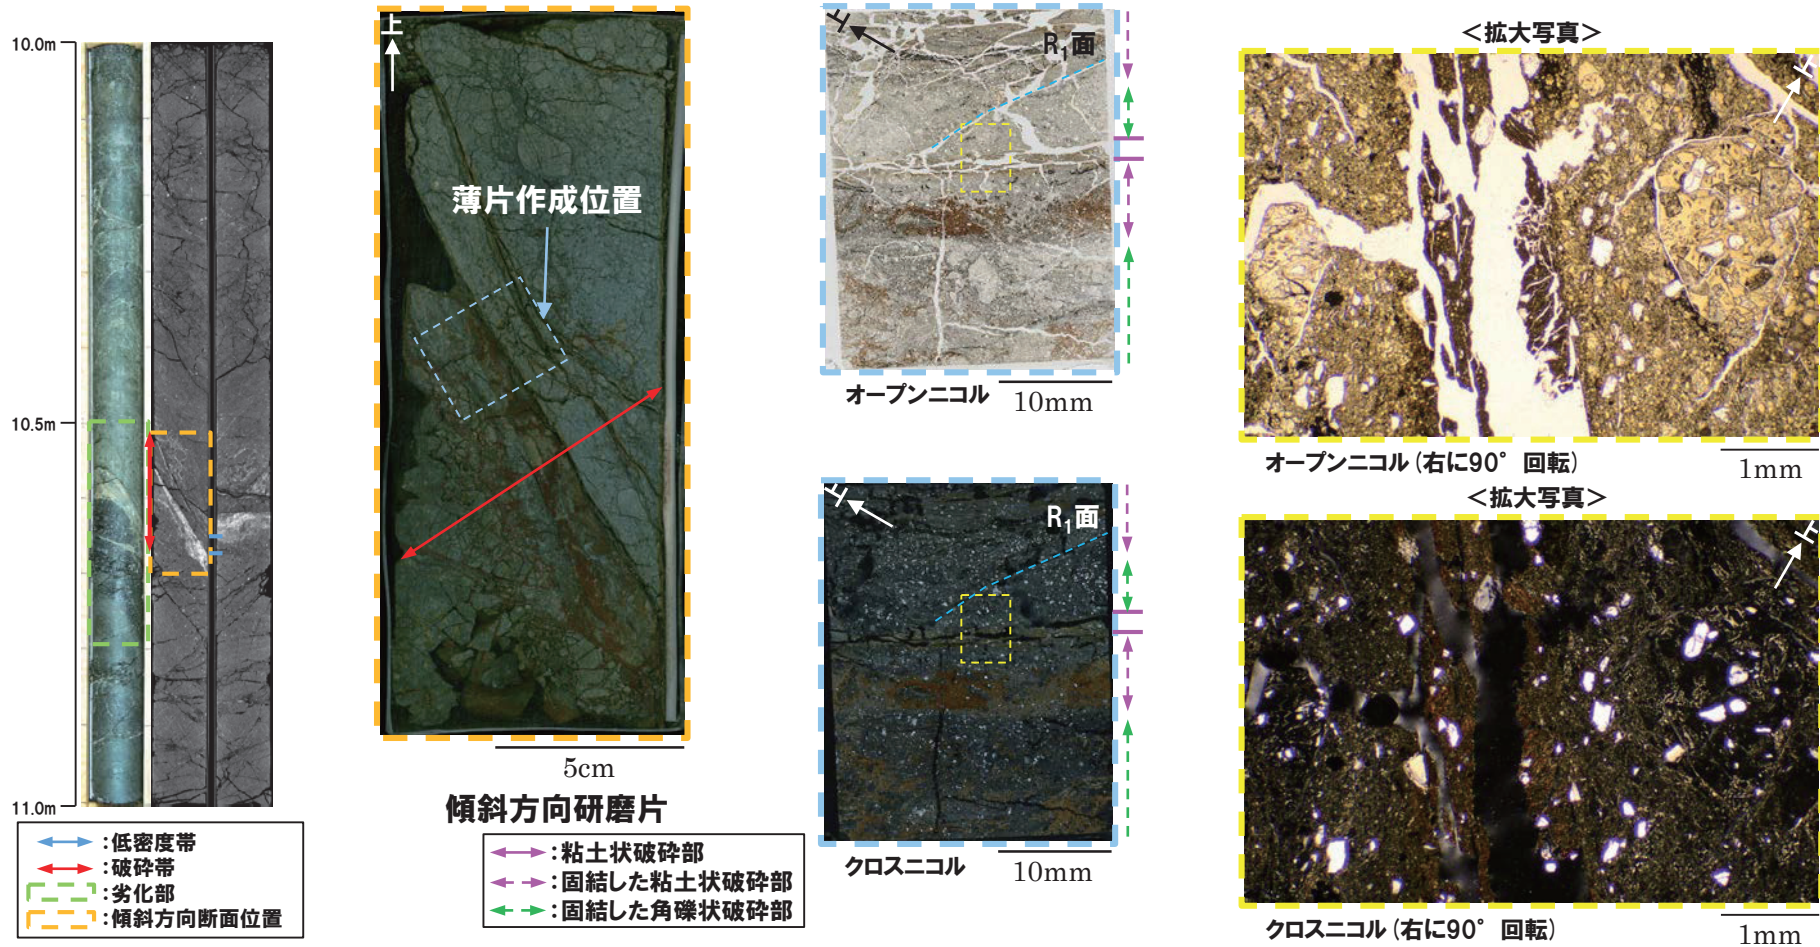 10.0m
10.5m
11.0m
:低密度帯
:破砕帯
:劣化部
:傾斜方向断面位置
上
薄片作成位置
5cm
傾斜方向研磨片
:粘土状破砕部
:固結した粘土状破砕部
:固結した角礫状破砕部
上
R₁面
オープンニコル
10mm
上
R₁面
クロスニコル
10mm
<拡大写真>
上
オープンニコル(右に90°回転)
1mm
<拡大写真>
上
クロスニコル(右に90°回転)
1mm